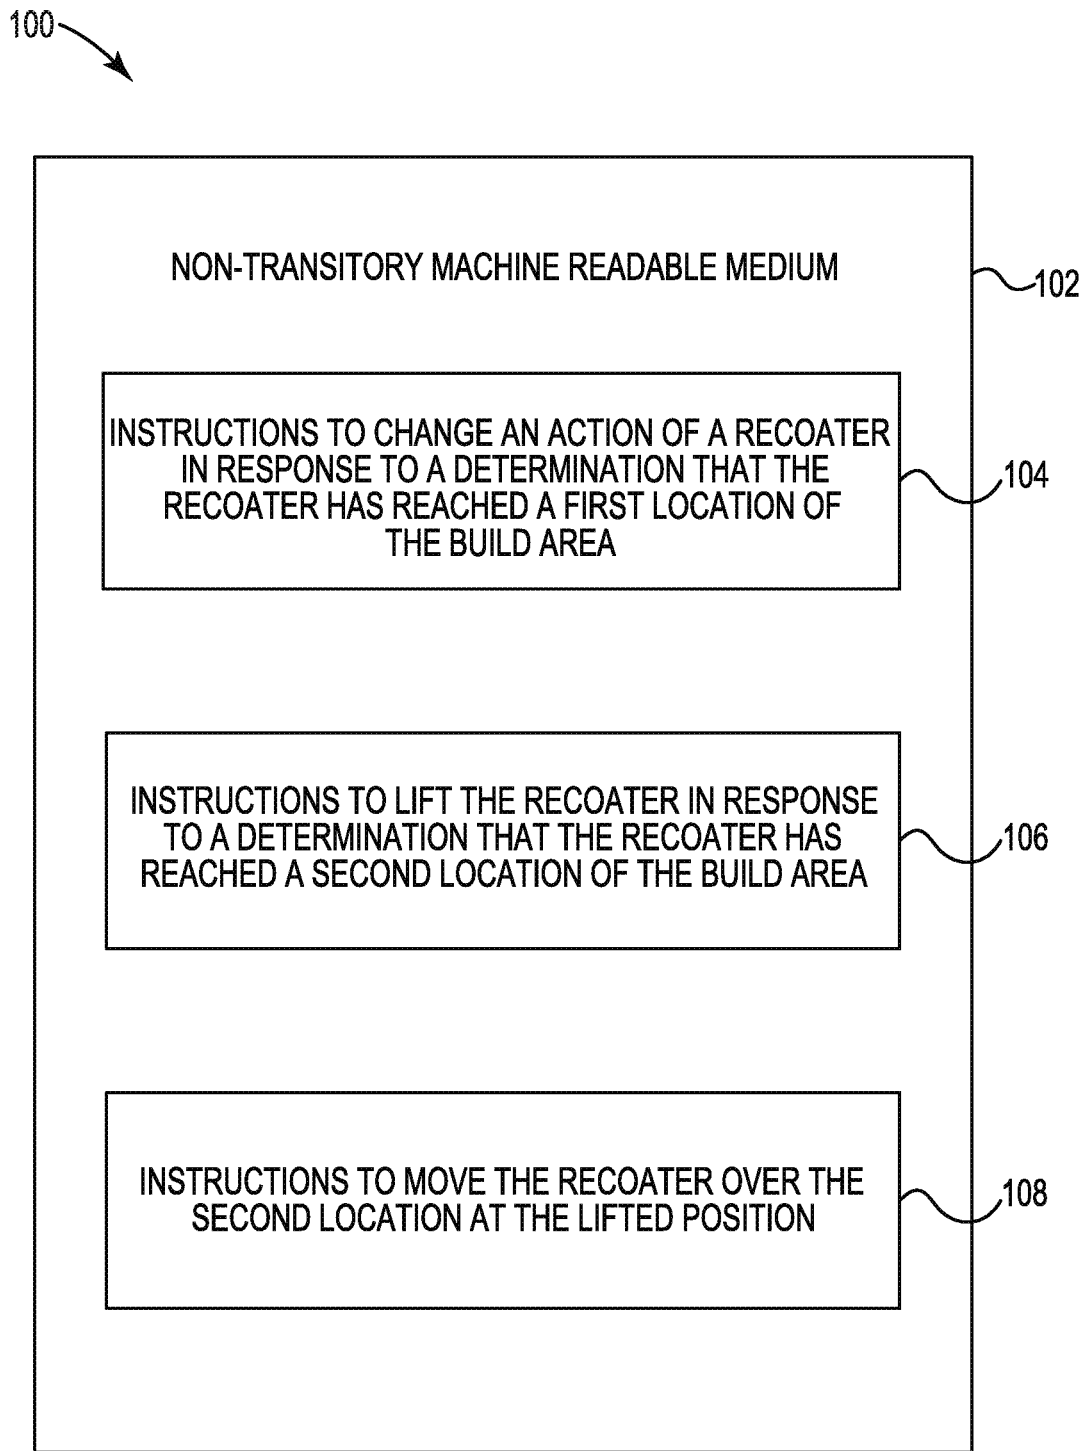 100
NON-TRANSITORY MACHINE READABLE MEDIUM
102
INSTRUCTIONS TO CHANGE AN ACTION OF A RECOATER
IN RESPONSE TO A DETERMINATION THAT THE
RECOATER HAS REACHED A FIRST LOCATION OF
THE BUILD AREA
104
INSTRUCTIONS TO LIFT THE RECOATER IN RESPONSE
TO A DETERMINATION THAT THE RECOATER HAS
REACHED A SECOND LOCATION OF THE BUILD AREA
106
INSTRUCTIONS TO MOVE THE RECOATER OVER THE
SECOND LOCATION AT THE LIFTED POSITION
108